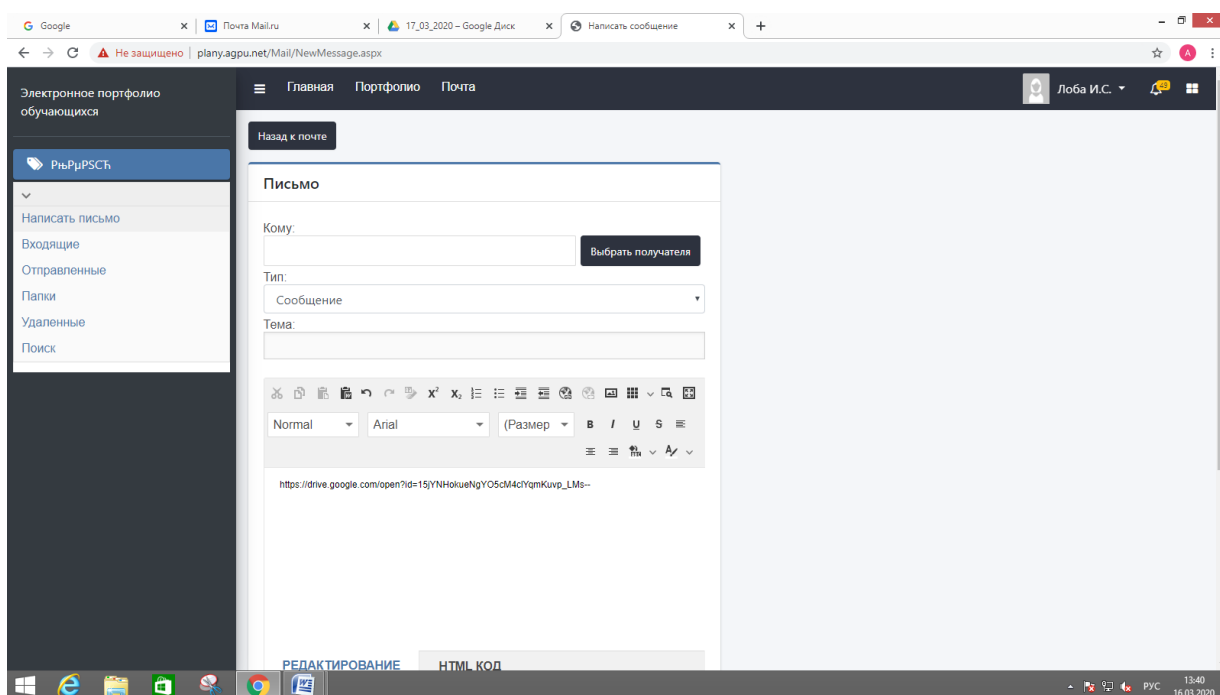 Google
Почта Mail.ru
17_03_2020 – Google Диск
Написать сообщение
Не защищено | plany.agpu.net/Mail/NewMessage.aspx
A
Электронное портфолио
обучающихся
Главная Портфолио Почта
Лоба И.С.
49
Назад к почте
РњРµРЅСЋ
Написать письмо
Входящие
Отправленные
Папки
Удаленные
Поиск
Письмо
Кому:
Выбрать получателя
Тип:
Сообщение
Тема:
Normal
Arial
(Размер
B I U S
https://drive.google.com/open?id=15jYNHokueNgYO5cM4clYqmKuvp_LMs--
РЕДАКТИРОВАНИЕ
HTML КОД
РУС
13:40
16.03.2020